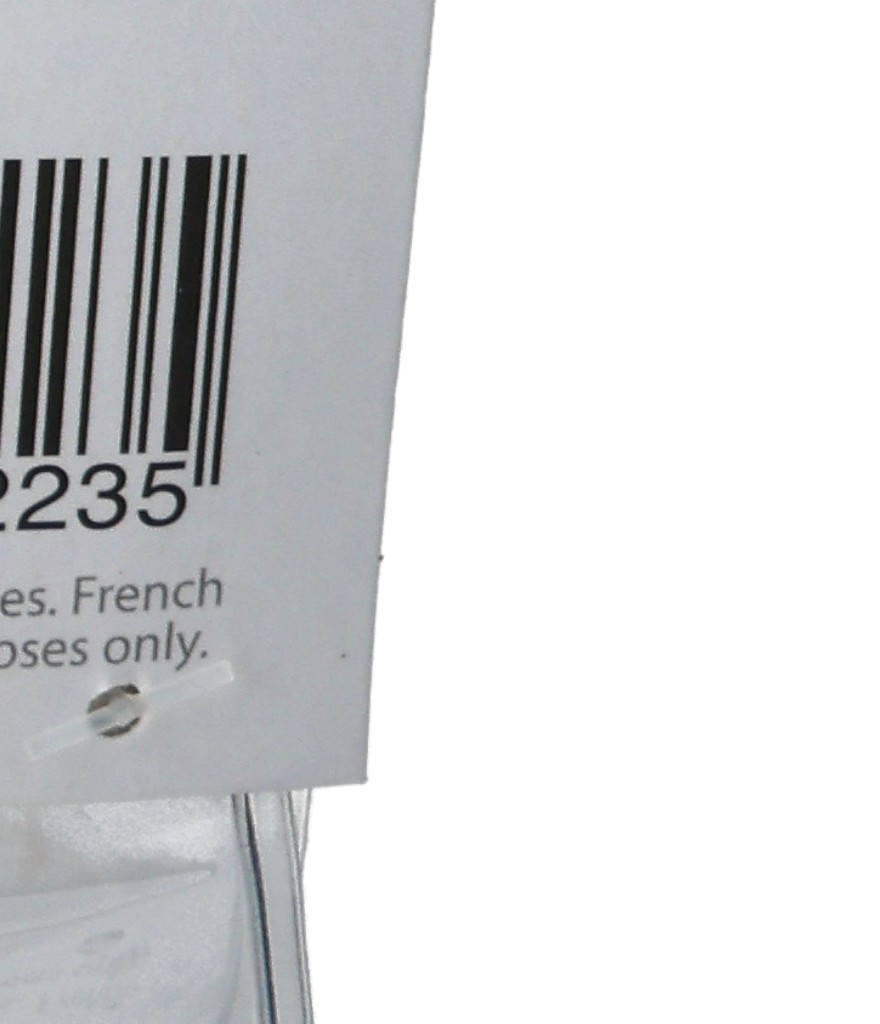 2235
es. French
oses only.